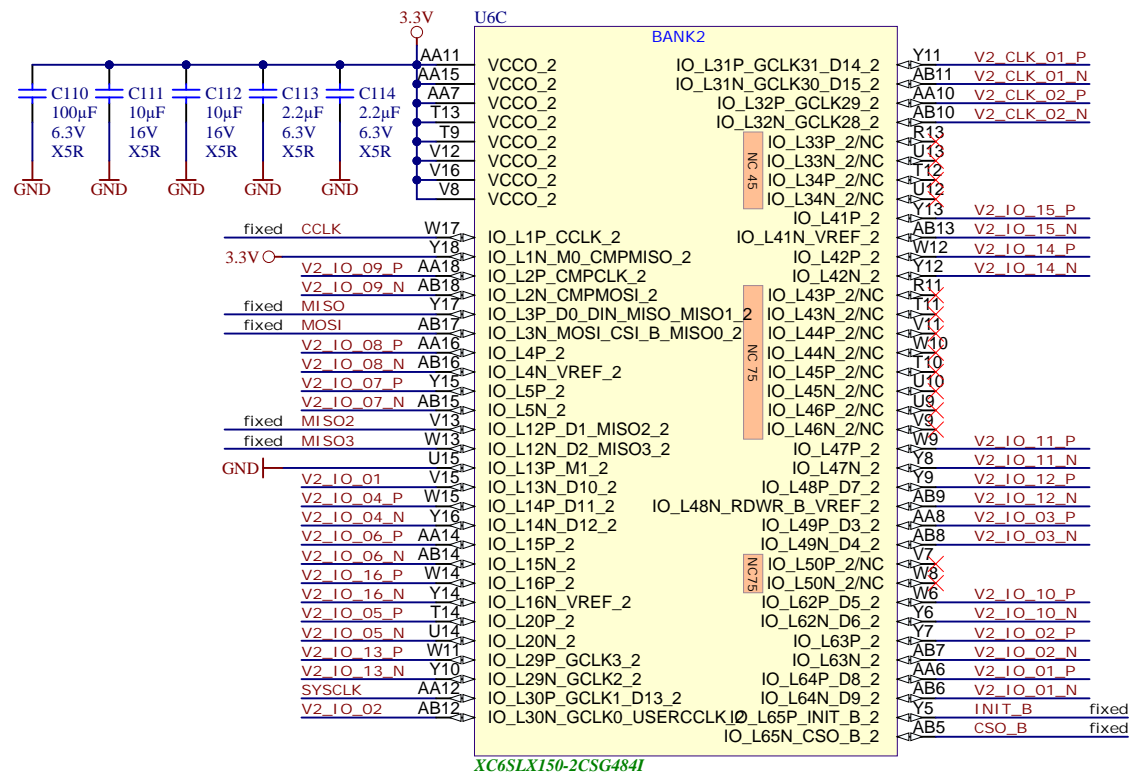 3.3V
U6C
BANK2
C110
100µF
6.3V
X5R
GND
C111
10µF
16V
X5R
GND
C112
10µF
16V
X5R
GND
C113
2.2µF
6.3V
X5R
GND
C114
2.2µF
6.3V
X5R
GND
AA11 VCCO_2
AA15 VCCO_2
AA7 VCCO_2
T13 VCCO_2
T9 VCCO_2
V12 VCCO_2
V16 VCCO_2
V8 VCCO_2
fixed CCLK W17 IO_L1P_CCLK_2
3.3V Y18 IO_L1N_M0_CMPMISO_2
V2_IO_09_P AA18 IO_L2P_CMPCLK_2
V2_IO_09_N AB18 IO_L2N_CMPMOSI_2
fixed MISO Y17 IO_L3P_D0_DIN_MISO_MISO1_2
fixed MOSI AB17 IO_L3N_MOSI_CSI_B_MISO0_2
V2_IO_08_P AA16 IO_L4P_2
V2_IO_08_N AB16 IO_L4N_VREF_2
V2_IO_07_P Y15 IO_L5P_2
V2_IO_07_N AB15 IO_L5N_2
fixed MISO2 V13 IO_L12P_D1_MISO2_2
fixed MISO3 W13 IO_L12N_D2_MISO3_2
GND U15 IO_L13P_M1_2
V2_IO_01 V15 IO_L13N_D10_2
V2_IO_04_P W15 IO_L14P_D11_2
V2_IO_04_N Y16 IO_L14N_D12_2
V2_IO_06_P AA14 IO_L15P_2
V2_IO_06_N AB14 IO_L15N_2
V2_IO_16_P W14 IO_L16P_2
V2_IO_16_N Y14 IO_L16N_VREF_2
V2_IO_05_P T14 IO_L20P_2
V2_IO_05_N U14 IO_L20N_2
V2_IO_13_P W11 IO_L29P_GCLK3_2
V2_IO_13_N Y10 IO_L29N_GCLK2_2
SYSCLK AA12 IO_L30P_GCLK1_D13_2
V2_IO_02 AB12 IO_L30N_GCLK0_USERCCLK_2
IO_L31P_GCLK31_D14_2 Y11 V2_CLK_01_P
IO_L31N_GCLK30_D15_2 AB11 V2_CLK_01_N
IO_L32P_GCLK29_2 AA10 V2_CLK_02_P
IO_L32N_GCLK28_2 AB10 V2_CLK_02_N
NC 45
IO_L33P_2/NC R13
IO_L33N_2/NC U13
IO_L34P_2/NC T12
IO_L34N_2/NC U12
IO_L41P_2 Y13 V2_IO_15_P
IO_L41N_VREF_2 AB13 V2_IO_15_N
IO_L42P_2 W12 V2_IO_14_P
IO_L42N_2 Y12 V2_IO_14_N
NC 75
IO_L43P_2/NC R11
IO_L43N_2/NC T11
IO_L44P_2/NC V11
IO_L44N_2/NC W10
IO_L45P_2/NC T10
IO_L45N_2/NC U10
IO_L46P_2/NC U9
IO_L46N_2/NC V9
IO_L47P_2 W9 V2_IO_11_P
IO_L47N_2 Y8 V2_IO_11_N
IO_L48P_D7_2 Y9 V2_IO_12_P
IO_L48N_RDWR_B_VREF_2 AB9 V2_IO_12_N
IO_L49P_D3_2 AA8 V2_IO_03_P
IO_L49N_D4_2 AB8 V2_IO_03_N
NC75
IO_L50P_2/NC V7
IO_L50N_2/NC W8
IO_L62P_D5_2 W6 V2_IO_10_P
IO_L62N_D6_2 Y6 V2_IO_10_N
IO_L63P_2 Y7 V2_IO_02_P
IO_L63N_2 AB7 V2_IO_02_N
IO_L64P_D8_2 AA6 V2_IO_01_P
IO_L64N_D9_2 AB6 V2_IO_01_N
IO_L65P_INIT_B_2 Y5 INIT_B fixed
IO_L65N_CSO_B_2 AB5 CSO_B fixed
XC6SLX150-2CSG484I